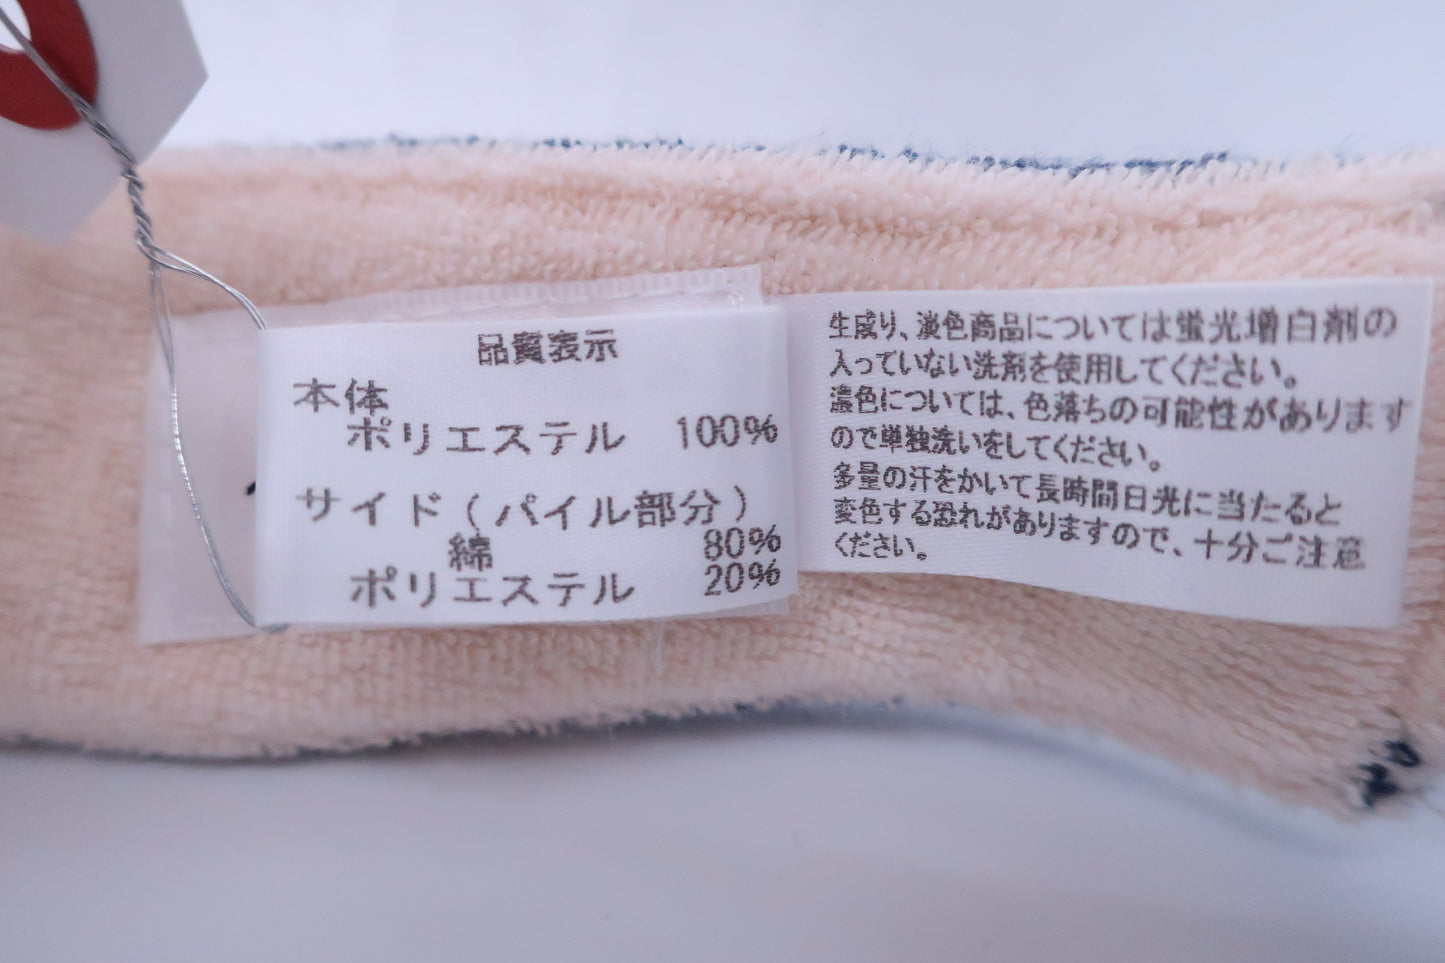 品質表示
本体
ポリエステル 100%
サイド(パイル部分)
綿 80%
ポリエステル 20%
生成り、淡色商品については蛍光増白剤の
入っていない洗剤を使用してください。
濃色については、色落ちの可能性があります
ので単独洗いをしてください。
多量の汗をかいて長時間日光に当たると
変色する恐れがありますので、十分ご注意
ください。